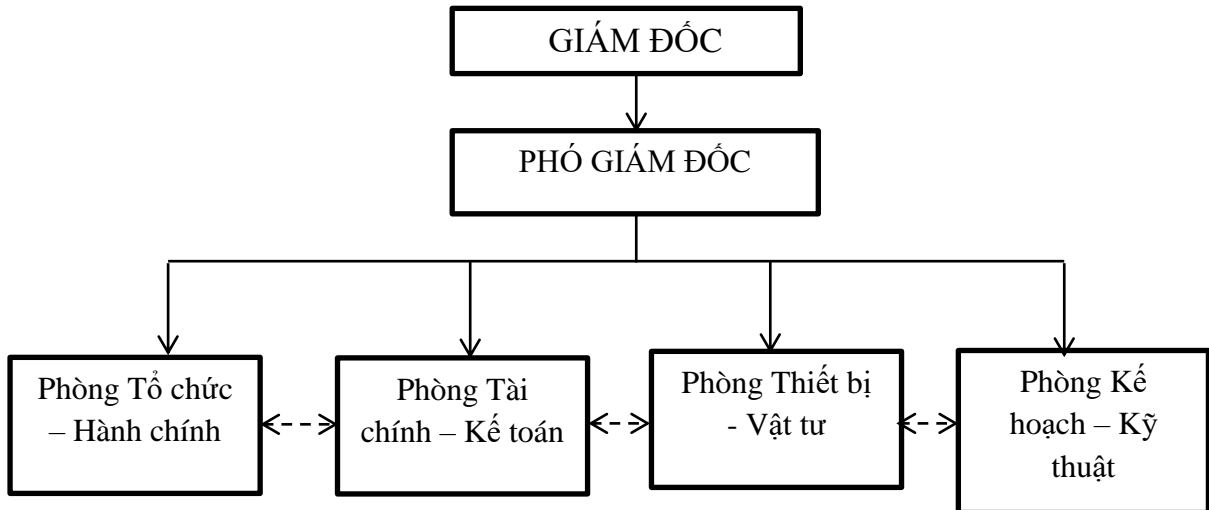 GIÁM ĐỐC
PHÓ GIÁM ĐỐC
Phòng Tổ chức
– Hành chính
Phòng Tài
chính – Kế toán
Phòng Thiết bị
- Vật tư
Phòng Kế
hoạch – Kỹ
thuật